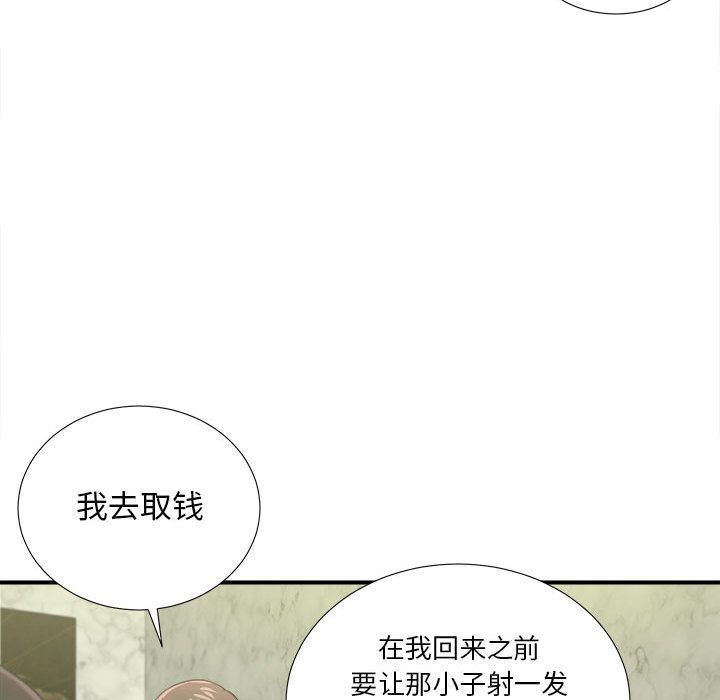 我去取钱
在我回来之前
要让那小子射一发